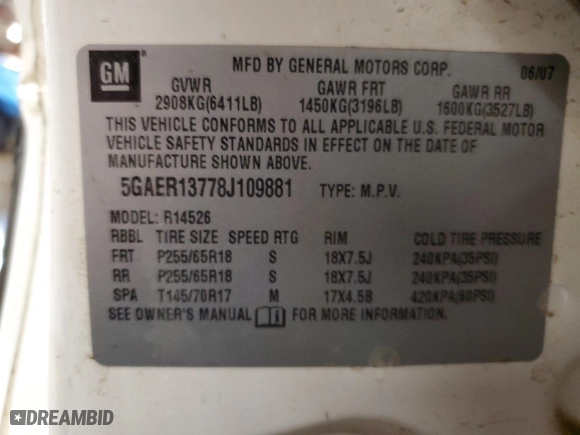 GM
MFD BY GENERAL MOTORS CORP. 06/07
GVWR GAWR FRT GAWR RR
2908KG(6411LB) 1450KG(3196LB) 1600KG(3527LB)
THIS VEHICLE CONFORMS TO ALL APPLICABLE U.S. FEDERAL MOTOR
VEHICLE SAFETY STANDARDS IN EFFECT ON THE DATE OF
MANUFACTURE SHOWN ABOVE.
5GAER13778J109881 TYPE: M.P.V.
MODEL: R14526
RBBL TIRE SIZE SPEED RTG RIM COLD TIRE PRESSURE
FRT P255/65R18 S 18X7.5J 240KPA(35PSI)
RR P255/65R18 S 18X7.5J 240KPA(35PSI)
SPA T145/70R17 M 17X4.5B 420KPA(60PSI)
SEE OWNER'S MANUAL FOR MORE INFORMATION.
DREAMBID